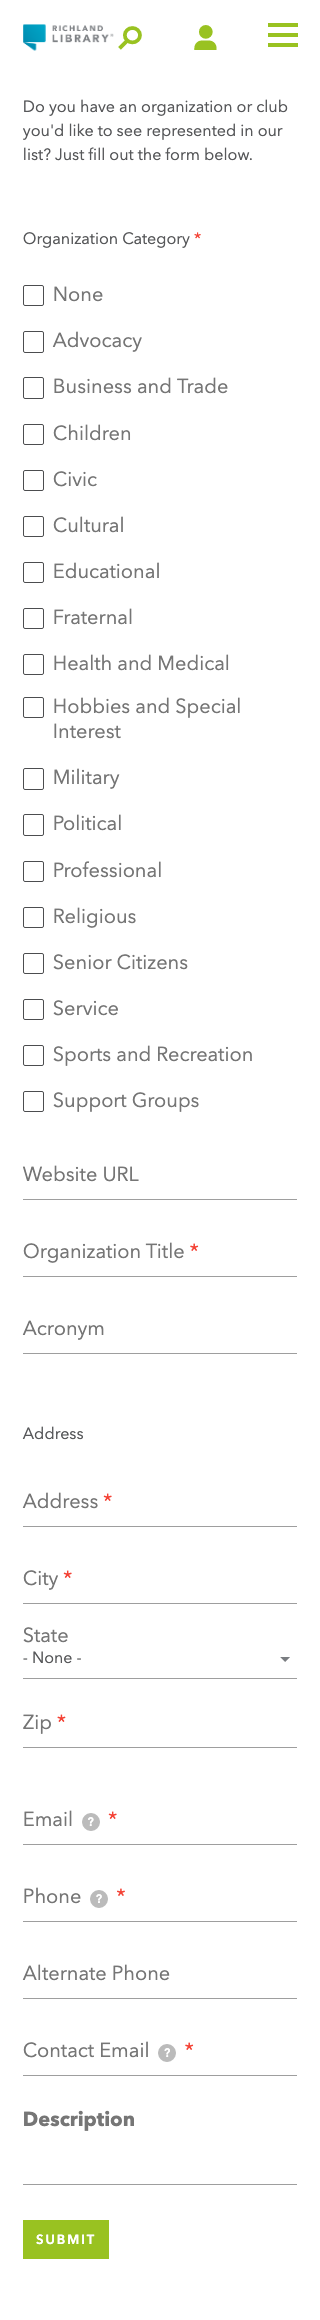 RICHLAND
LIBRARY
Do you have an organization or club
you'd like to see represented in our
list? Just fill out the form below.
Organization Category *
None
Advocacy
Business and Trade
Children
Civic
Cultural
Educational
Fraternal
Health and Medical
Hobbies and Special
Interest
Military
Political
Professional
Religious
Senior Citizens
Service
Sports and Recreation
Support Groups
Website URL
Organization Title *
Acronym
Address
Address *
City *
State
- None -
Zip *
Email ? *
Phone ? *
Alternate Phone
Contact Email ? *
Description
SUBMIT